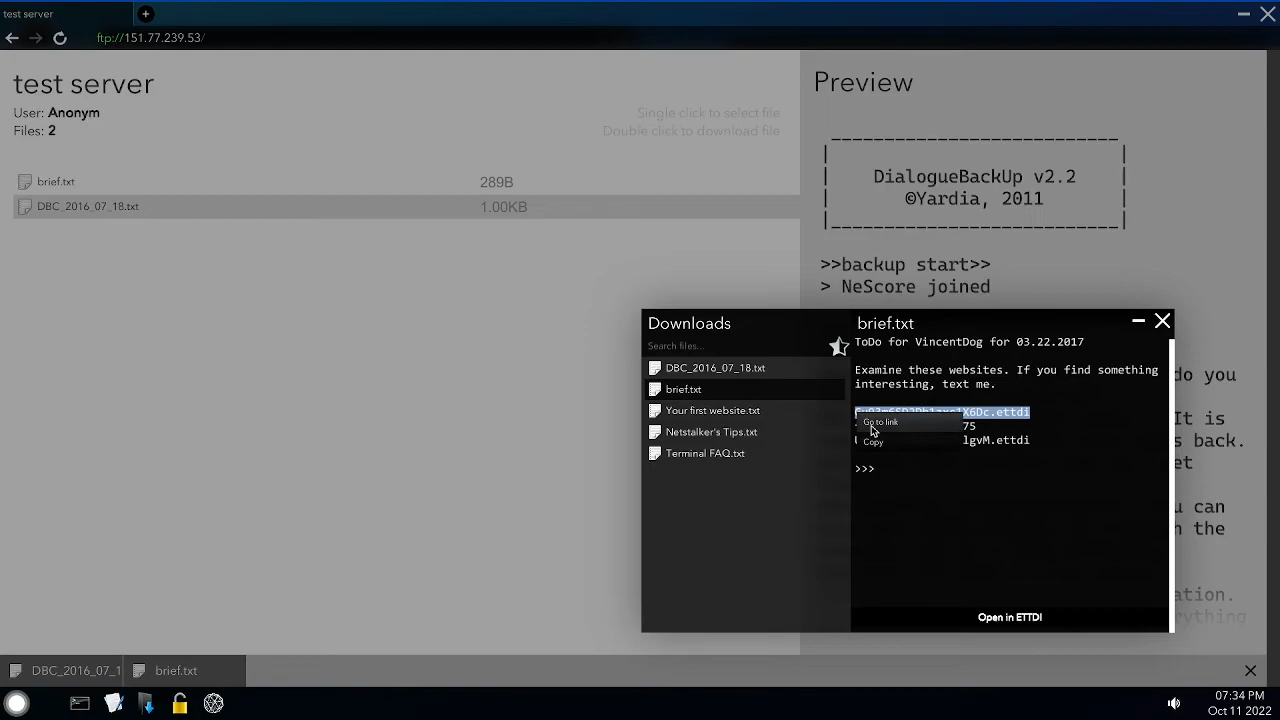 test server
ftp://151.77.239.53/
test server
User: Anonym
Files: 2
Single click to select file
Double click to download file
brief.txt 289B
DBC_2016_07_18.txt 1.00KB
Preview
DialogueBackUp v2.2
©Yardia, 2011
>>backup start>>
> NeScore joined
do you
It is
s back.
et
u can
h the
ation.
rything
Downloads
Search files...
DBC_2016_07_18.txt
brief.txt
Your first website.txt
Netstalker's Tips.txt
Terminal FAQ.txt
brief.txt
ToDo for VincentDog for 03.22.2017
Examine these websites. If you find something
interesting, text me.
X6Dc.ettdi
Go to link
75
Copy
lgvM.ettdi
>>>
Open in ETTDI
DBC_2016_07_1
brief.txt
07:34 PM
Oct 11 2022